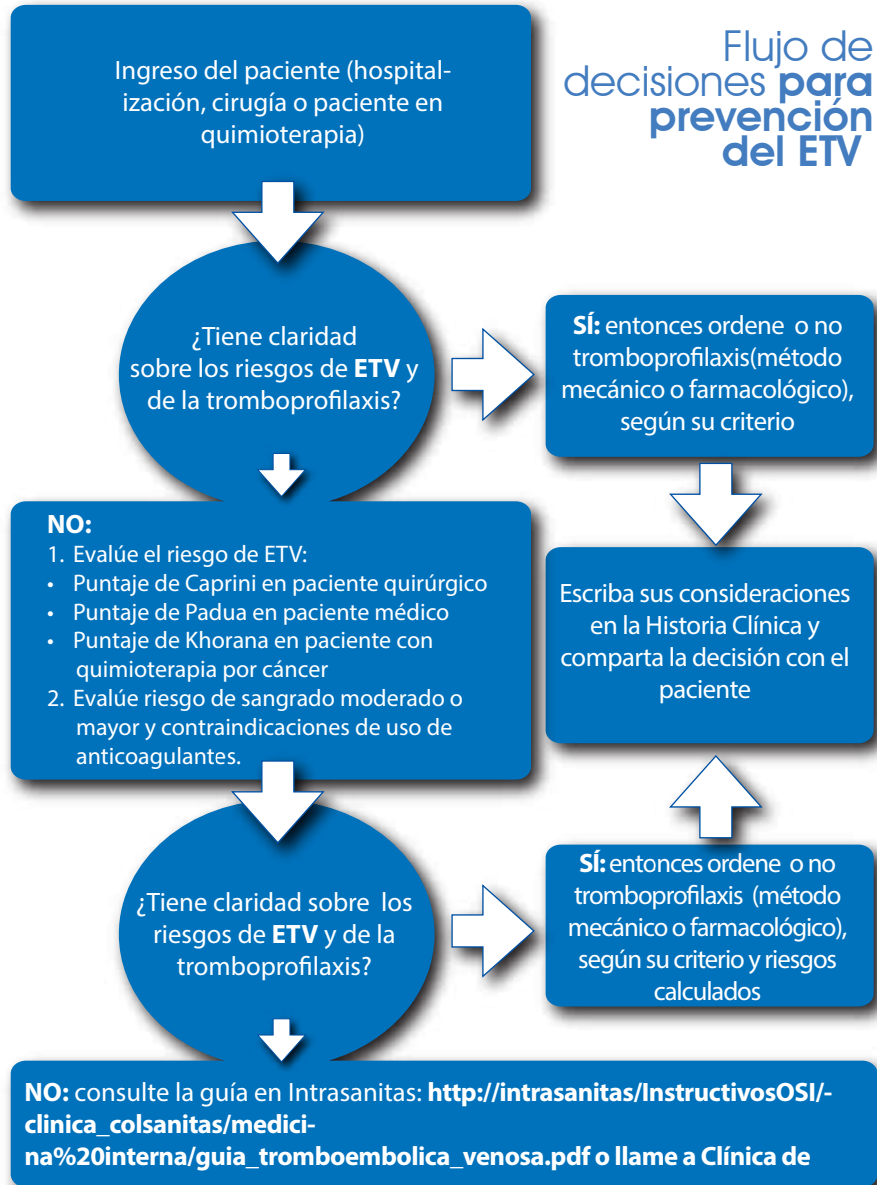 Flujo de
decisiones para
prevención
del ETV
Ingreso del paciente (hospital-
ización, cirugía o paciente en
quimioterapia)
¿Tiene claridad
sobre los riesgos de ETV y
de la tromboprofilaxis?
SÍ: entonces ordene o no
tromboprofilaxis(método
mecánico o farmacológico),
según su criterio
NO:
1. Evalúe el riesgo de ETV:
• Puntaje de Caprini en paciente quirúrgico
• Puntaje de Padua en paciente médico
• Puntaje de Khorana en paciente con
quimioterapia por cáncer
2. Evalúe riesgo de sangrado moderado o
mayor y contraindicaciones de uso de
anticoagulantes.
Escriba sus consideraciones
en la Historia Clínica y
comparta la decisión con el
paciente
¿Tiene claridad sobre los
riesgos de ETV y de la
tromboprofilaxis?
SÍ: entonces ordene o no
tromboprofilaxis (método
mecánico o farmacológico),
según su criterio y riesgos
calculados
NO: consulte la guía en Intrasanitas: http://intrasanitas/InstructivosOSI/-
clinica_colsanitas/medici-
na%20interna/guia_tromboembolica_venosa.pdf o llame a Clínica de